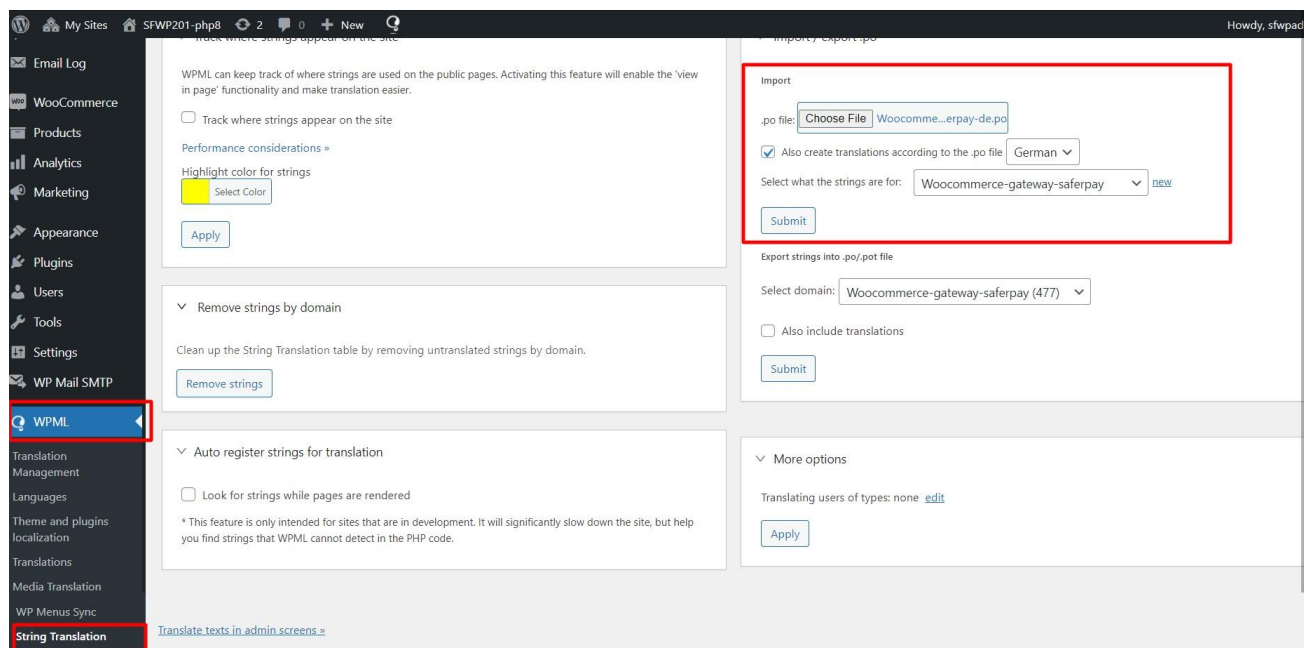 My Sites
SFWP201-php8
2
0
New
Howdy, sfwpad
Email Log
WooCommerce
Products
Analytics
Marketing
Appearance
Plugins
Users
Tools
Settings
WP Mail SMTP
WPML
Translation
Management
Languages
Theme and plugins
localization
Translations
Media Translation
WP Menus Sync
String Translation
Track where strings appear on the site
WPML can keep track of where strings are used on the public pages. Activating this feature will enable the 'view
in page' functionality and make translation easier.
Track where strings appear on the site
Performance considerations »
Highlight color for strings
Select Color
Apply
Remove strings by domain
Clean up the String Translation table by removing untranslated strings by domain.
Remove strings
Auto register strings for translation
Look for strings while pages are rendered
* This feature is only intended for sites that are in development. It will significantly slow down the site, but help
you find strings that WPML cannot detect in the PHP code.
Translate texts in admin screens »
Import / export .po
Import
.po file: Choose File Woocomme...erpay-de.po
Also create translations according to the .po file German
Select what the strings are for: Woocommerce-gateway-saferpay new
Submit
Export strings into .po/.pot file
Select domain: Woocommerce-gateway-saferpay (477)
Also include translations
Submit
More options
Translating users of types: none edit
Apply